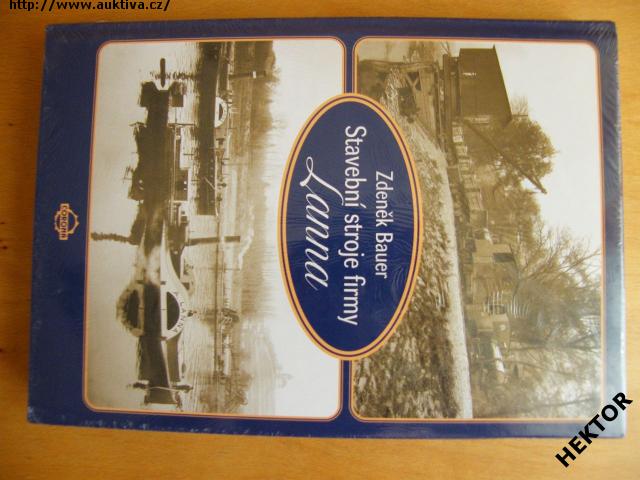 http://www.auktiva.cz/
Zdeněk Bauer
Stavební stroje firmy
Lanna
HEKTOR